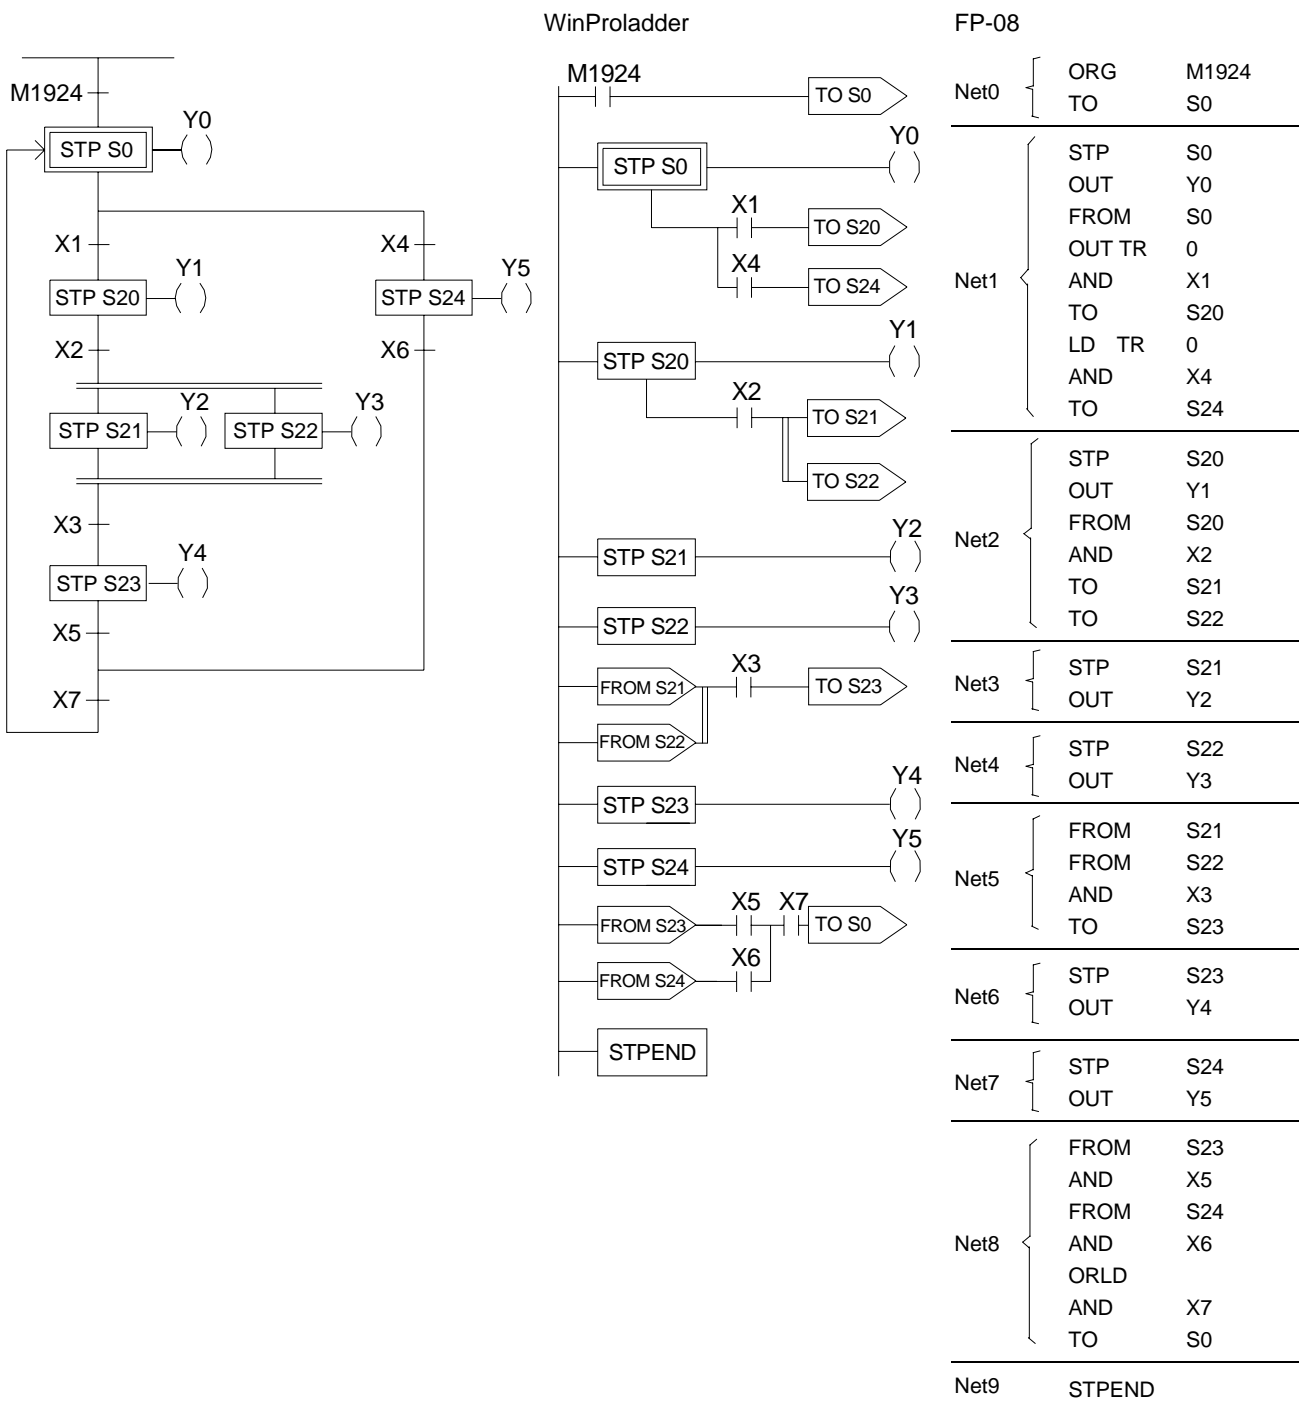 WinProladder
FP-08
M1924
Y0
STP S0
X1
X4
Y1
Y5
STP S20
STP S24
X2
X6
Y2
Y3
STP S21
STP S22
X3
Y4
STP S23
X5
X7
M1924
TO S0
Y0
STP S0
X1
TO S20
X4
TO S24
Y1
STP S20
X2
TO S21
TO S22
Y2
STP S21
Y3
STP S22
X3
FROM S21
TO S23
FROM S22
Y4
STP S23
Y5
STP S24
X5 X7
FROM S23
TO S0
X6
FROM S24
STPEND
Net0
ORG M1924
TO S0
Net1
STP S0
OUT Y0
FROM S0
OUT TR 0
AND X1
TO S20
LD TR 0
AND X4
TO S24
Net2
STP S20
OUT Y1
FROM S20
AND X2
TO S21
TO S22
Net3
STP S21
OUT Y2
Net4
STP S22
OUT Y3
Net5
FROM S21
FROM S22
AND X3
TO S23
Net6
STP S23
OUT Y4
Net7
STP S24
OUT Y5
Net8
FROM S23
AND X5
FROM S24
AND X6
ORLD
AND X7
TO S0
Net9 STPEND